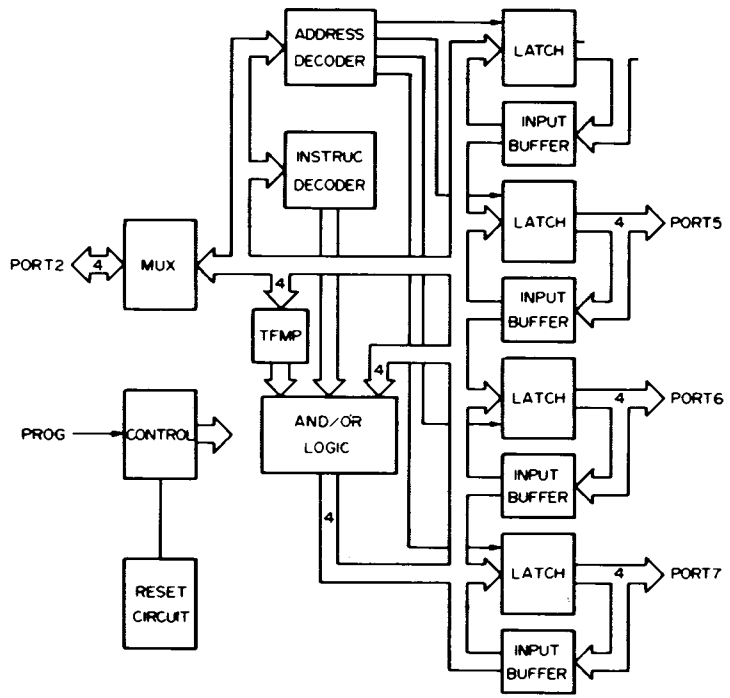 ADDRESS
DECODER
LATCH
INPUT
BUFFER
INSTRUC
DECODER
LATCH
4
PORT5
PORT2
4
MUX
4
INPUT
BUFFER
TFMP
4
LATCH
4
PORT6
AND/OR
LOGIC
PROG
CONTROL
INPUT
BUFFER
4
LATCH
4
PORT7
RESET
CIRCUIT
INPUT
BUFFER